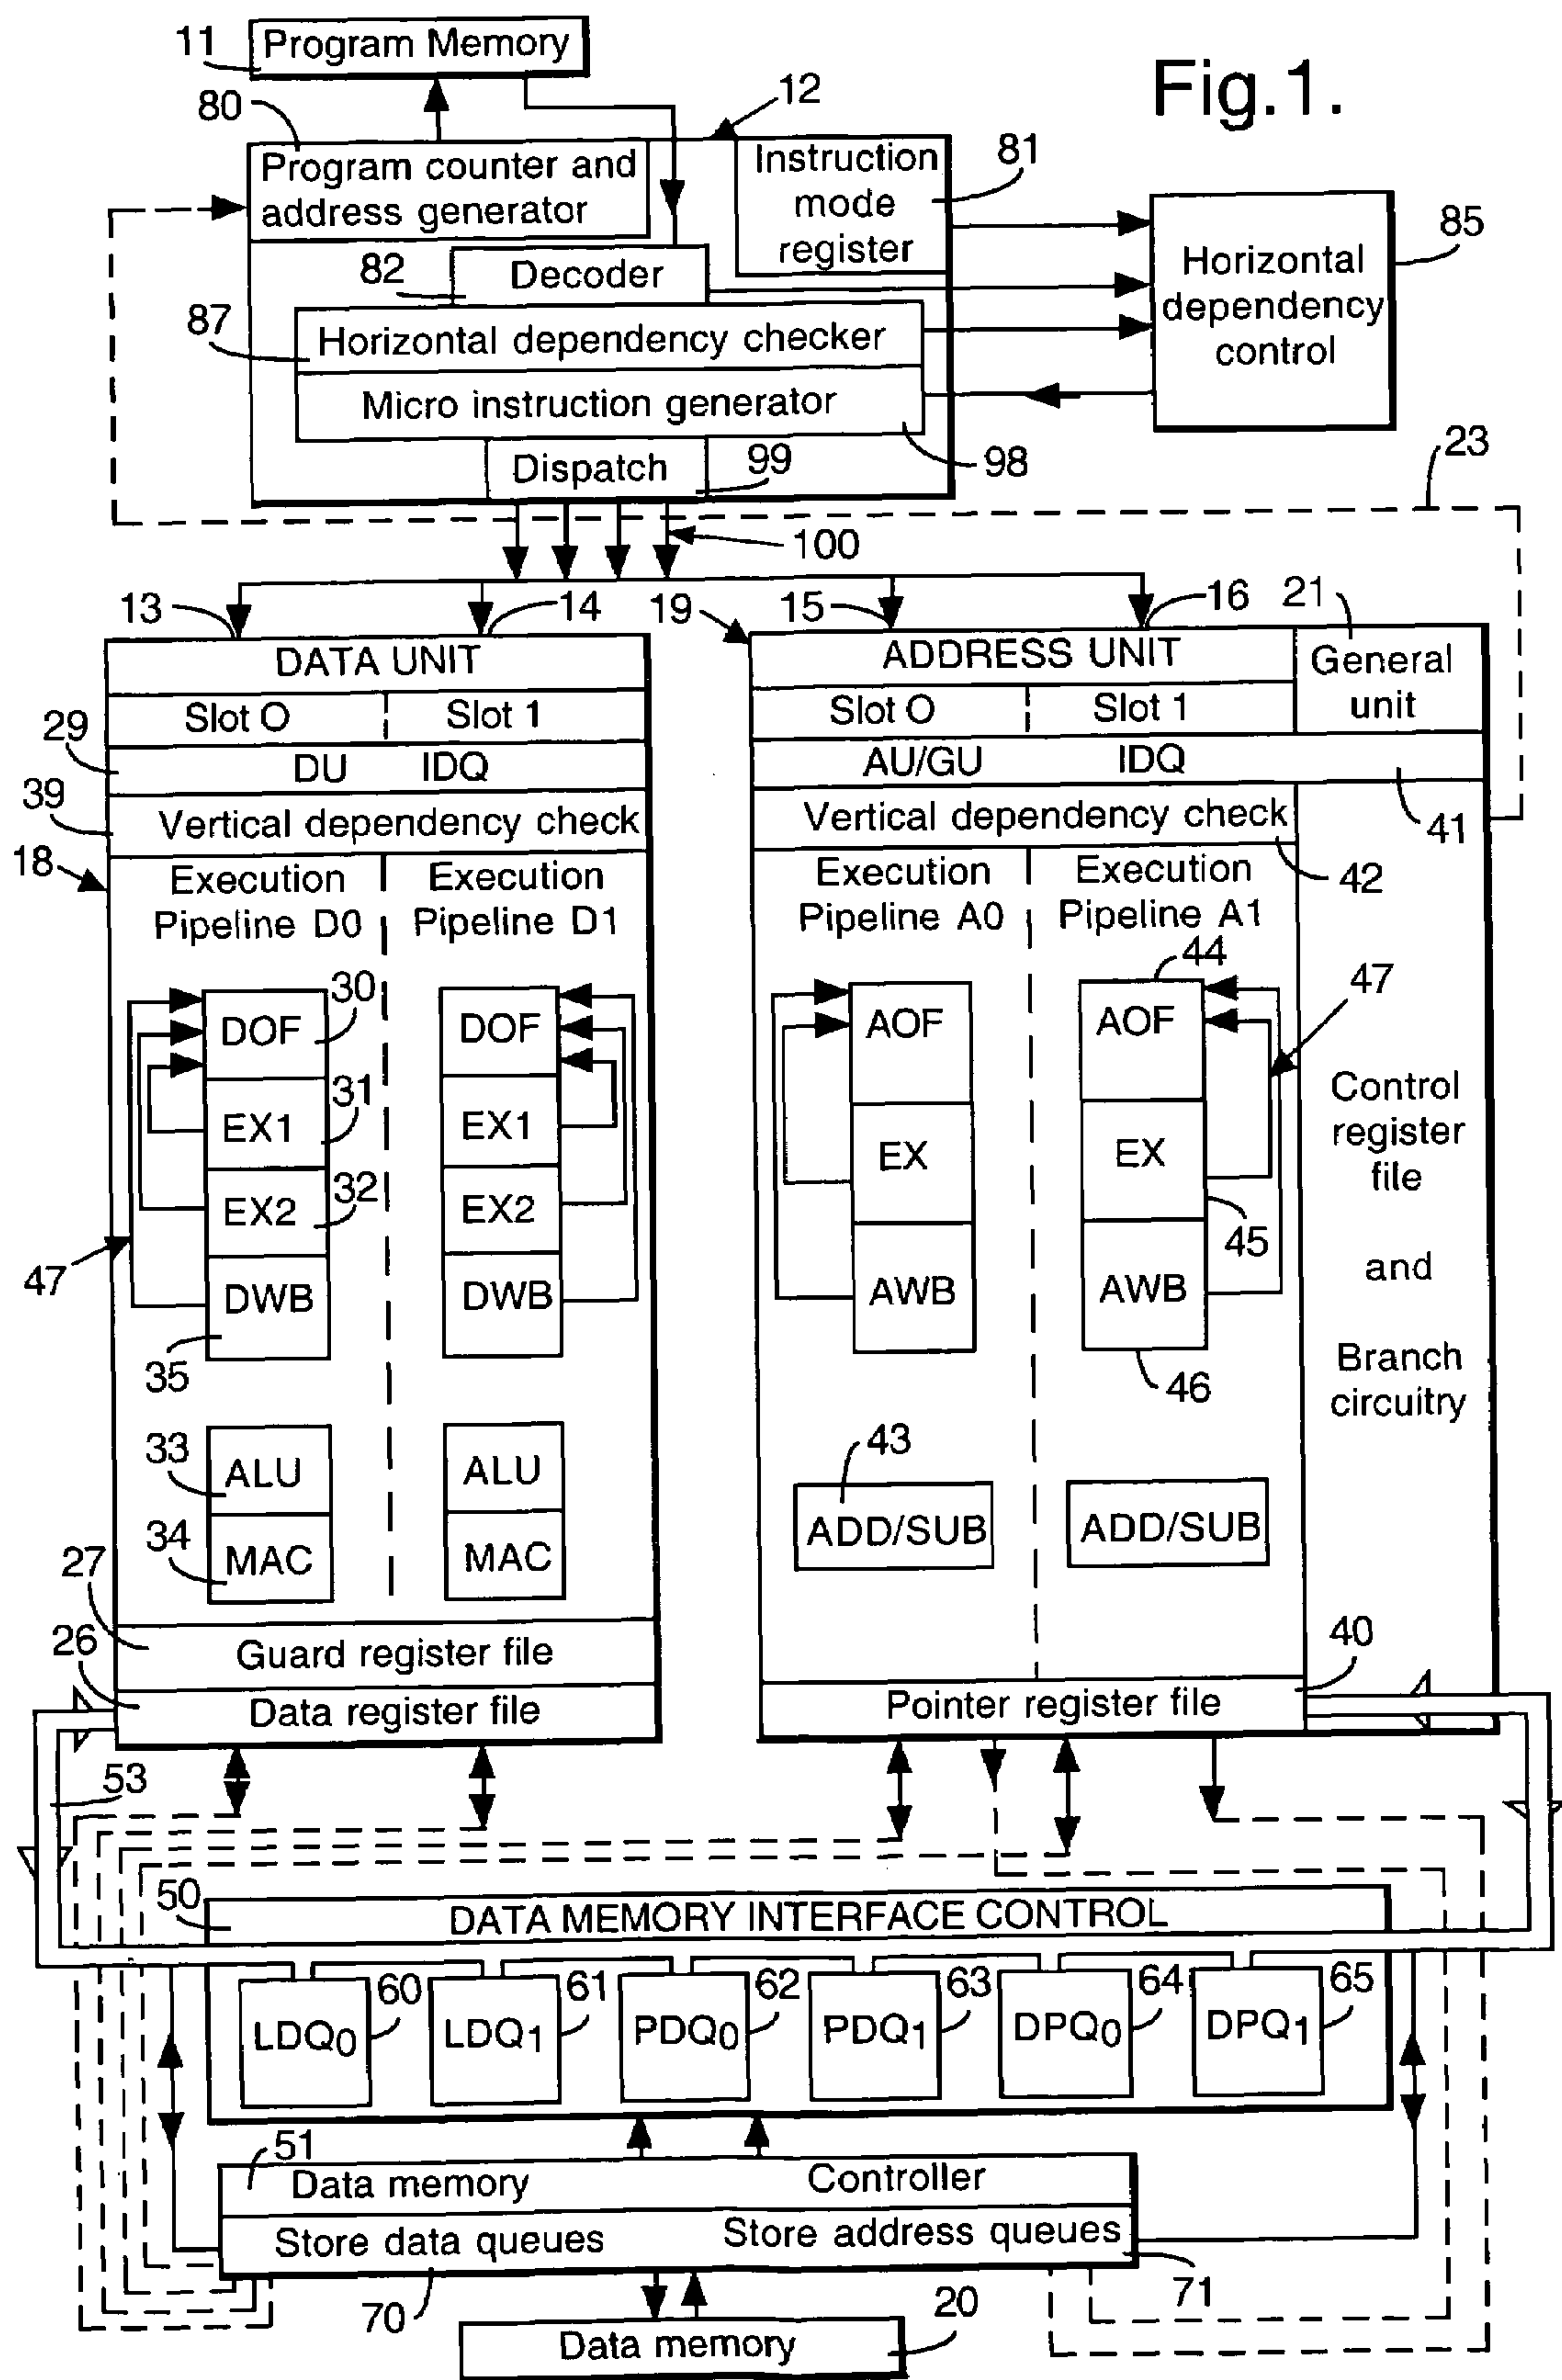 Fig.1.
11
Program Memory
80
12
Program counter and
address generator
Instruction
mode
register
81
82
Decoder
Horizontal
dependency
control
85
87
Horizontal dependency checker
Micro instruction generator
98
Dispatch
99
23
100
13
14
19
15
16
21
DATA UNIT
ADDRESS UNIT
General
unit
Slot O
Slot 1
Slot O
Slot 1
29
DU IDQ
AU/GU IDQ
41
39
Vertical dependency check
Vertical dependency check
42
18
Execution
Pipeline D0
Execution
Pipeline D1
Execution
Pipeline A0
Execution
Pipeline A1
DOF
30
EX1
31
EX2
32
DWB
35
47
DOF
EX1
EX2
DWB
AOF
EX
AWB
44
AOF
EX
45
AWB
46
47
Control
register
file
and
Branch
circuitry
33
ALU
34
MAC
ALU
MAC
43
ADD/SUB
ADD/SUB
27
Guard register file
26
Data register file
40
Pointer register file
53
50
DATA MEMORY INTERFACE CONTROL
LDQ0
60
LDQ1
61
PDQ0
62
PDQ1
63
DPQ0
64
DPQ1
65
51
Data memory Controller
Store data queues Store address queues
70
71
20
Data memory